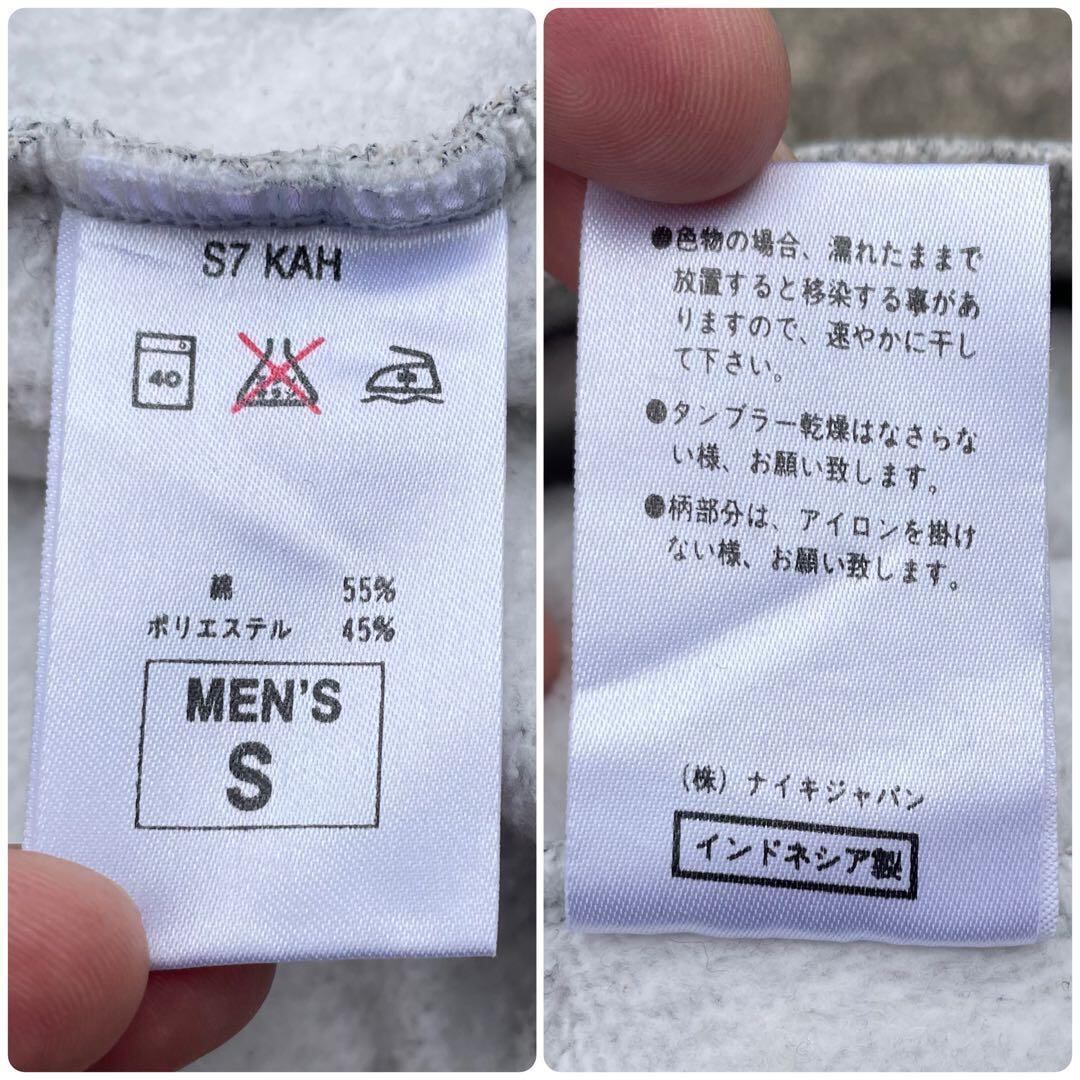 S7 KAH
40
綿 55%
ポリエステル 45%
MEN'S
S
●色物の場合、濡れたままで
放置すると移染する事があ
りますので、速やかに干し
て下さい。
●タンブラー乾燥はなさらな
い様、お願い致します。
●柄部分は、アイロンを掛け
ない様、お願い致します。
(株) ナイキジャパン
インドネシア製